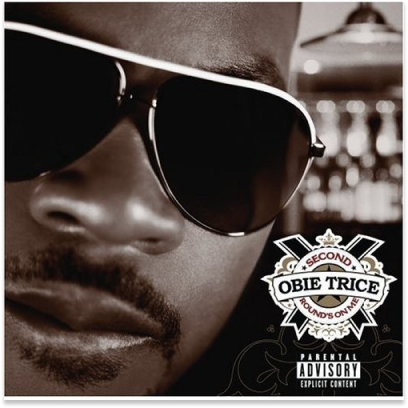 SECOND
OBIE TRICE
ROUND'S ON ME
PARENTAL
ADVISORY
EXPLICIT CONTENT